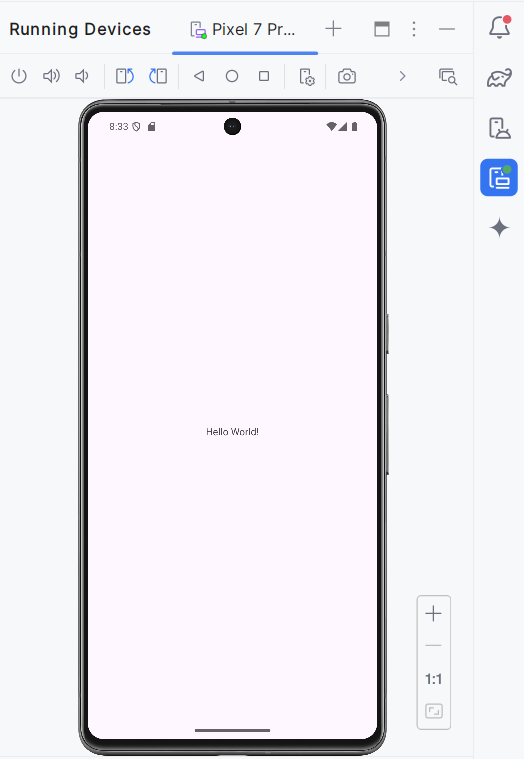 Running Devices
Pixel 7 Pr...
8:33
Hello World!
1:1